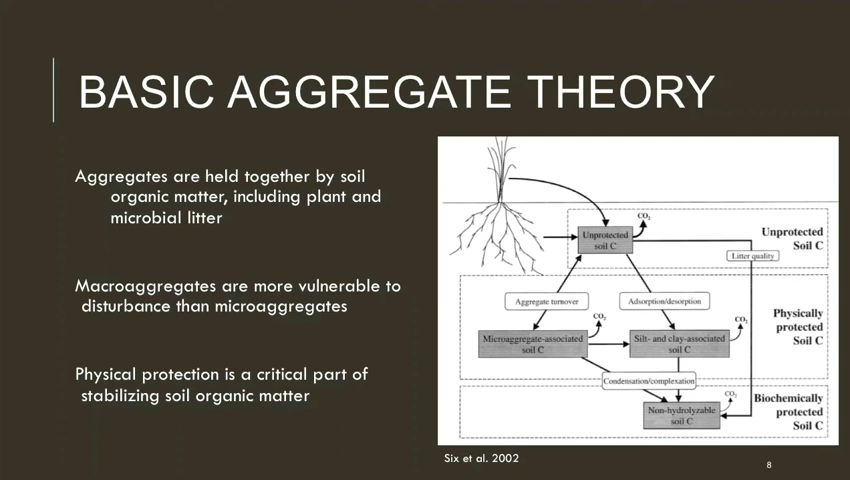 BASIC AGGREGATE THEORY
Aggregates are held together by soil
organic matter, including plant and
microbial litter
Macroaggregates are more vulnerable to
disturbance than microaggregates
Physical protection is a critical part of
stabilizing soil organic matter
CO₂
Unprotected
soil C
Unprotected
Soil C
Litter quality
Aggregate turnover
Adsorption/desorption
CO₂
CO₂
Microaggregate-associated
soil C
Silt- and clay-associated
soil C
Physically
protected
Soil C
Condensation/complexation
CO₂
Non-hydrolyzable
soil C
Biochemically
protected
Soil C
Six et al. 2002
8